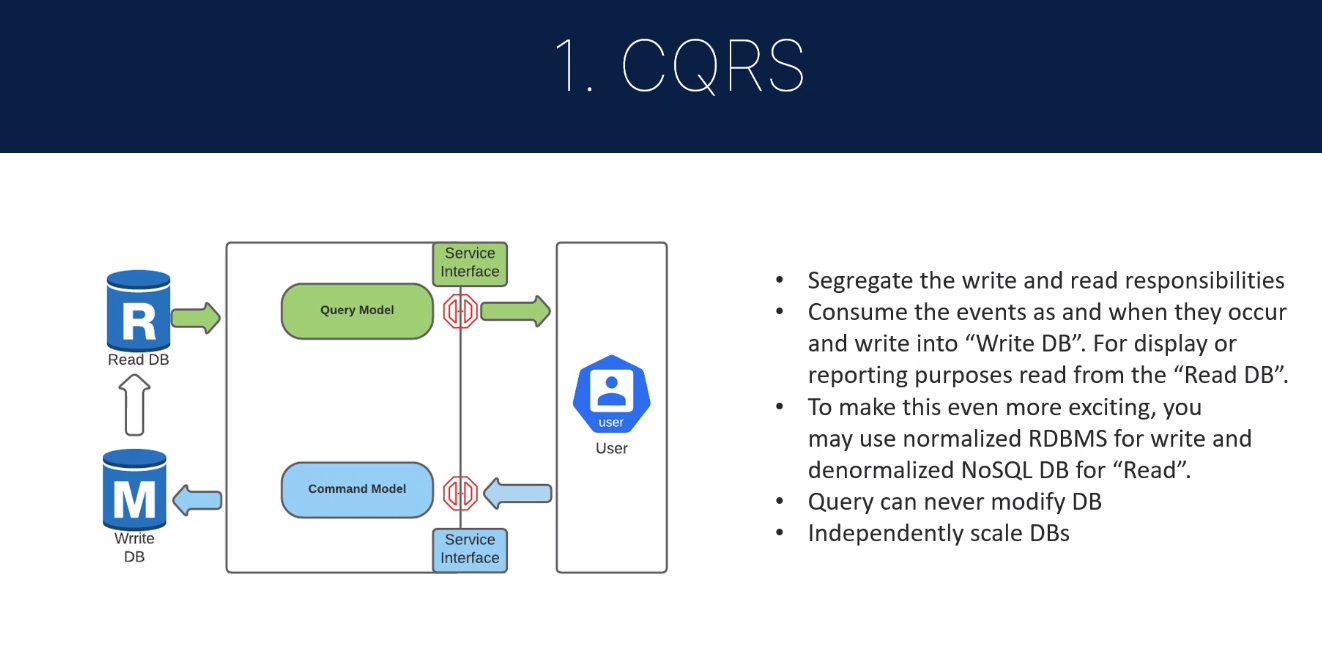 1. CQRS
Service
Interface
Query Model
R
Read DB
user
User
Command Model
M
Wrrite
DB
Service
Interface
• Segregate the write and read responsibilities
• Consume the events as and when they occur
and write into “Write DB”. For display or
reporting purposes read from the “Read DB”.
• To make this even more exciting, you
may use normalized RDBMS for write and
denormalized NoSQL DB for “Read”.
• Query can never modify DB
• Independently scale DBs